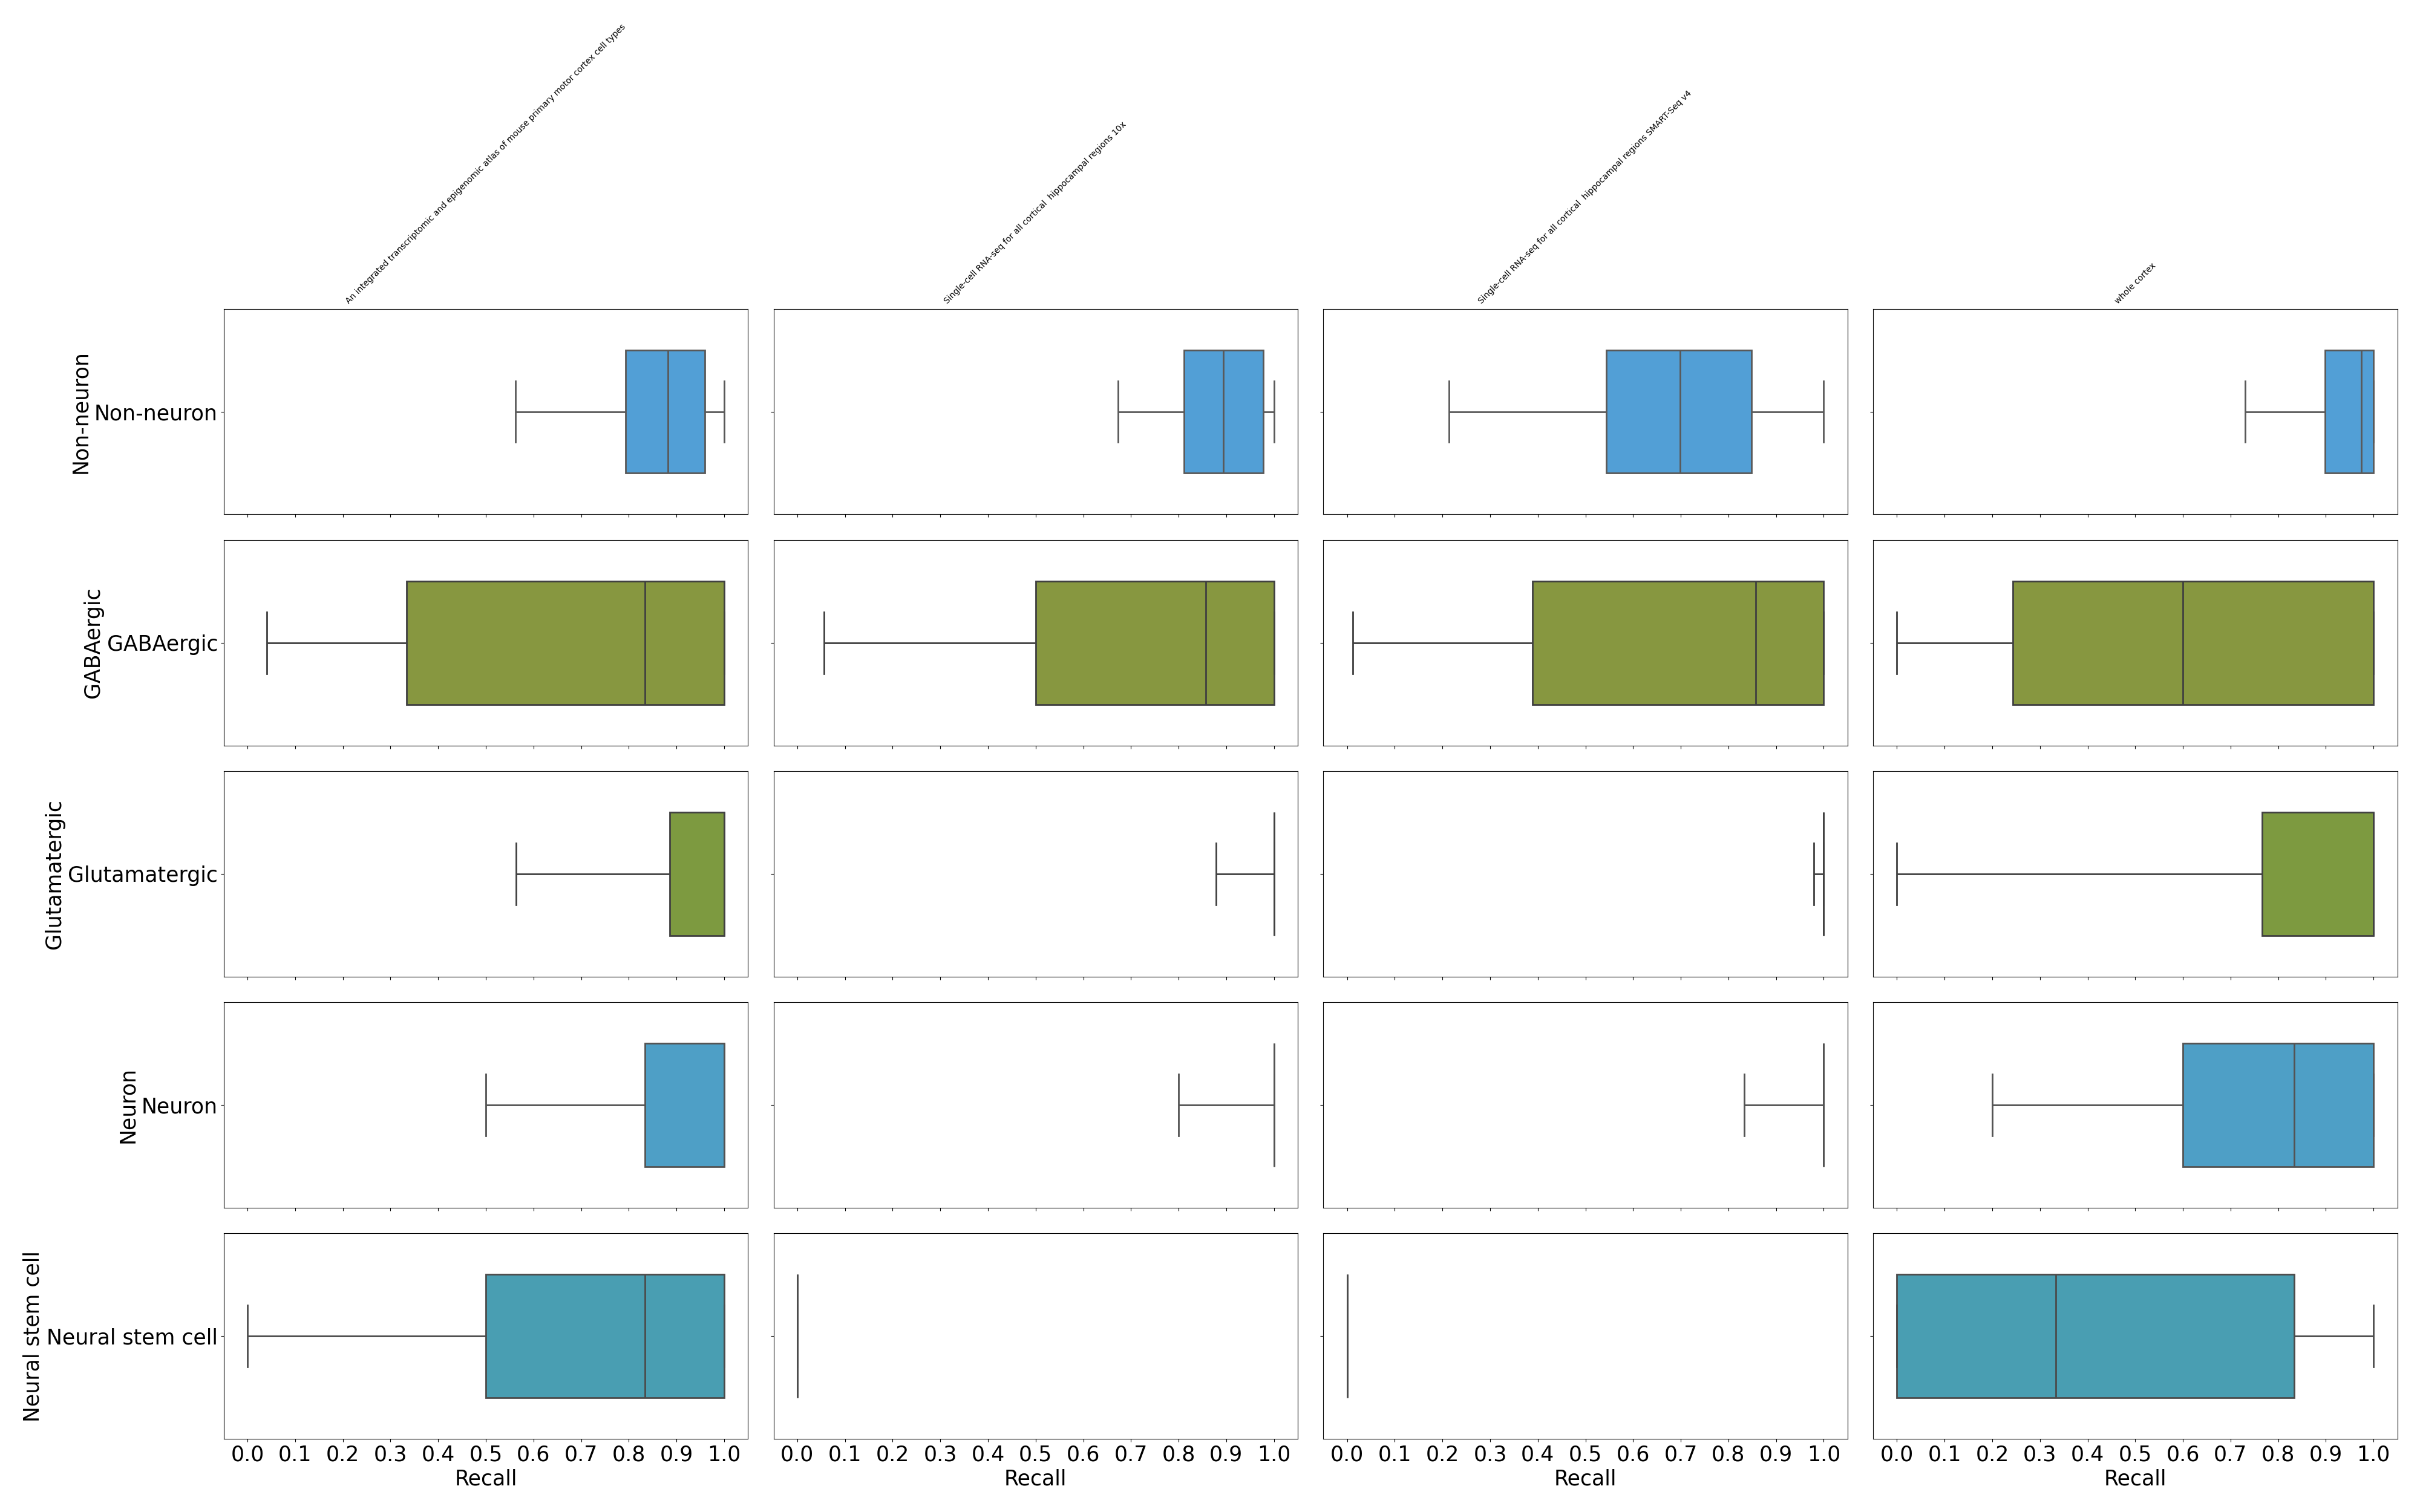 An integrated transcriptomic and epigenomic atlas of mouse primary motor cortex cell types
Single-cell RNA-seq for all cortical  hippocampal regions 10x
Single-cell RNA-seq for all cortical  hippocampal regions SMART-Seq v4
whole cortex
Non-neuron
Non-neuron
GABAergic
GABAergic
Glutamatergic
Glutamatergic
Neuron
Neuron
Neural stem cell
Neural stem cell
0.0 0.1 0.2 0.3 0.4 0.5 0.6 0.7 0.8 0.9 1.0
Recall
0.0 0.1 0.2 0.3 0.4 0.5 0.6 0.7 0.8 0.9 1.0
Recall
0.0 0.1 0.2 0.3 0.4 0.5 0.6 0.7 0.8 0.9 1.0
Recall
0.0 0.1 0.2 0.3 0.4 0.5 0.6 0.7 0.8 0.9 1.0
Recall